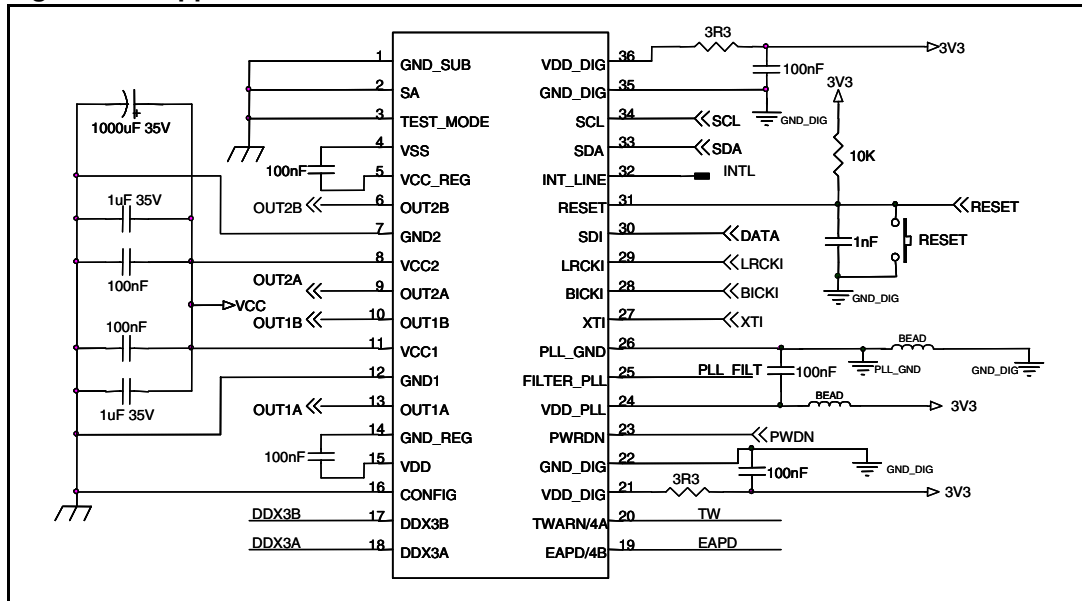 3R3
3V3
100nF
3V3
GND_DIG
10K
1000uF 35V
1 GND_SUB
2 SA
3 TEST_MODE
4 VSS
100nF
5 VCC_REG
OUT2B 6 OUT2B
1uF 35V
7 GND2
8 VCC2
100nF
OUT2A
9 OUT2A
VCC
OUT1B 10 OUT1B
100nF
11 VCC1
12 GND1
1uF 35V
OUT1A 13 OUT1A
14 GND_REG
100nF
15 VDD
16 CONFIG
DDX3B
17 DDX3B
DDX3A
18 DDX3A
VDD_DIG 36
GND_DIG 35
SCL 34 SCL
SDA 33 SDA
INT_LINE 32 INTL
RESET 31 RESET
1nF RESET
GND_DIG
SDI 30 DATA
LRCKI 29 LRCKI
BICKI 28 BICKI
XTI 27 XTI
PLL_GND 26
BEAD
PLL_GND
GND_DIG
FILTER_PLL 25 PLL_FILT
100nF
BEAD
VDD_PLL 24 3V3
PWRDN 23 PWDN
GND_DIG 22
GND_DIG
100nF
3R3
VDD_DIG 21 3V3
TWARN/4A 20 TW
EAPD/4B 19 EAPD